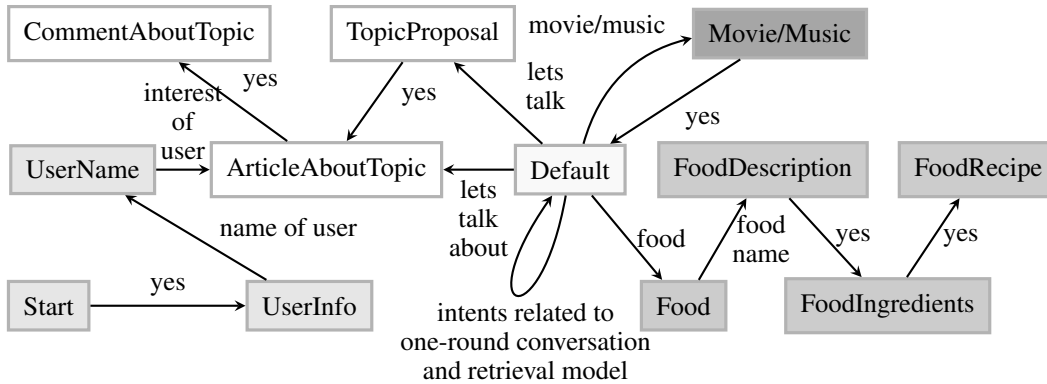 CommentAboutTopic
TopicProposal
movie/music
Movie/Music
yes
interest
of
user
yes
lets
talk
yes
UserName
ArticleAboutTopic
Default
FoodDescription
FoodRecipe
lets
talk
about
name of user
food
food
name
yes
yes
Start
yes
UserInfo
Food
FoodIngredients
intents related to
one-round conversation
and retrieval model